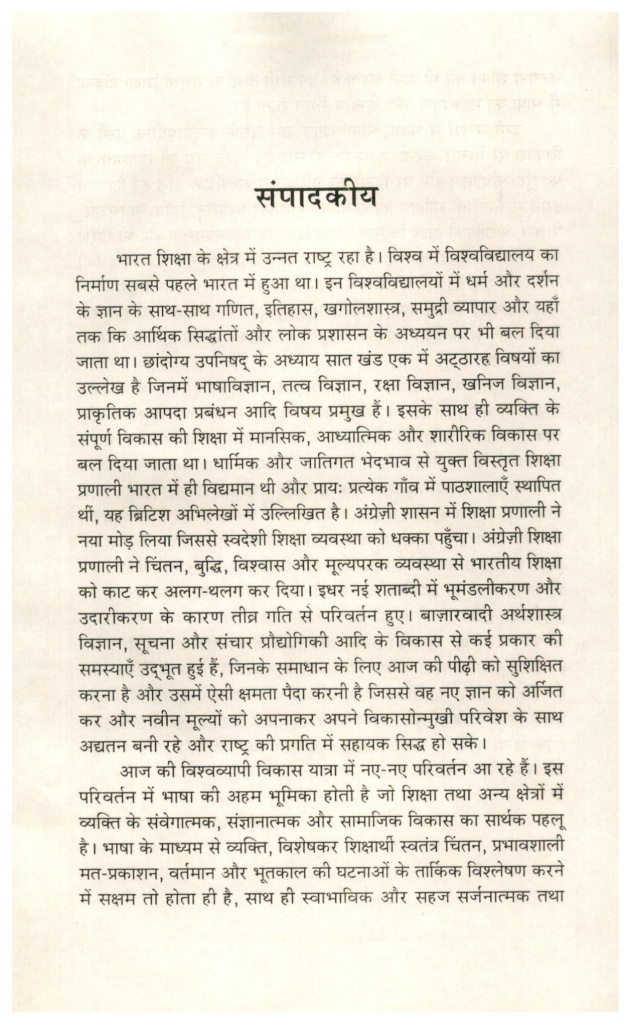 संपादकीय
भारत शिक्षा के क्षेत्र में उन्नत राष्ट्र रहा है। विश्व में विश्वविद्यालय का
निर्माण सबसे पहले भारत में हुआ था। इन विश्वविद्यालयों में धर्म और दर्शन
के ज्ञान के साथ-साथ गणित, इतिहास, खगोलशास्त्र, समुद्री व्यापार और यहाँ
तक कि आर्थिक सिद्धांतों और लोक प्रशासन के अध्ययन पर भी बल दिया
जाता था। छांदोग्य उपनिषद् के अध्याय सात खंड एक में अट्ठारह विषयों का
उल्लेख है जिनमें भाषाविज्ञान, तत्व विज्ञान, रक्षा विज्ञान, खनिज विज्ञान,
प्राकृतिक आपदा प्रबंधन आदि विषय प्रमुख हैं। इसके साथ ही व्यक्ति के
संपूर्ण विकास की शिक्षा में मानसिक, आध्यात्मिक और शारीरिक विकास पर
बल दिया जाता था। धार्मिक और जातिगत भेदभाव से युक्त विस्तृत शिक्षा
प्रणाली भारत में ही विद्यमान थी और प्रायः प्रत्येक गाँव में पाठशालाएँ स्थापित
थीं, यह ब्रिटिश अभिलेखों में उल्लिखित है। अंग्रेज़ी शासन में शिक्षा प्रणाली ने
नया मोड़ लिया जिससे स्वदेशी शिक्षा व्यवस्था को धक्का पहुँचा। अंग्रेज़ी शिक्षा
प्रणाली ने चिंतन, बुद्धि, विश्वास और मूल्यपरक व्यवस्था से भारतीय शिक्षा
को काट कर अलग-थलग कर दिया। इधर नई शताब्दी में भूमंडलीकरण और
उदारीकरण के कारण तीव्र गति से परिवर्तन हुए। बाज़ारवादी अर्थशास्त्र
विज्ञान, सूचना और संचार प्रौद्योगिकी आदि के विकास से कई प्रकार की
समस्याएँ उद्‌भूत हुई हैं, जिनके समाधान के लिए आज की पीढ़ी को सुशिक्षित
करना है और उसमें ऐसी क्षमता पैदा करनी है जिससे वह नए ज्ञान को अर्जित
कर और नवीन मूल्यों को अपनाकर अपने विकासोन्मुखी परिवेश के साथ
अद्यतन बनी रहे और राष्ट्र की प्रगति में सहायक सिद्ध हो सके।
आज की विश्वव्यापी विकास यात्रा में नए-नए परिवर्तन आ रहे हैं। इस
परिवर्तन में भाषा की अहम भूमिका होती है जो शिक्षा तथा अन्य क्षेत्रों में
व्यक्ति के संवेगात्मक, संज्ञानात्मक और सामाजिक विकास का सार्थक पहलू
है। भाषा के माध्यम से व्यक्ति, विशेषकर शिक्षार्थी स्वतंत्र चिंतन, प्रभावशाली
मत-प्रकाशन, वर्तमान और भूतकाल की घटनाओं के तार्किक विश्लेषण करने
में सक्षम तो होता ही है, साथ ही स्वाभाविक और सहज सर्जनात्मक तथा